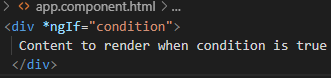 > <> app.component.html > ...
<div *ngIf="condition">
Content to render when condition is true
</div>